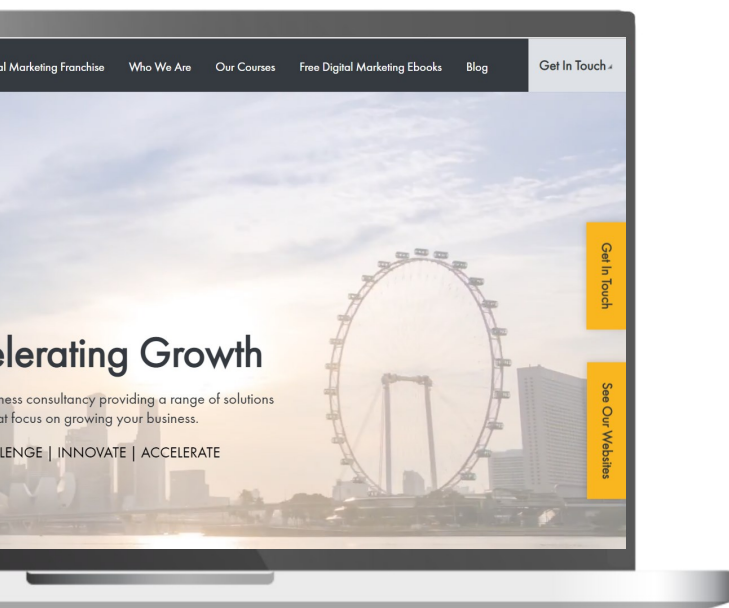 al Marketing Franchise Who We Are Our Courses Free Digital Marketing Ebooks Blog Get In Touch
Get In Touch
elerating Growth
ness consultancy providing a range of solutions
at focus on growing your business.
LENGE | INNOVATE | ACCELERATE
See Our Websites